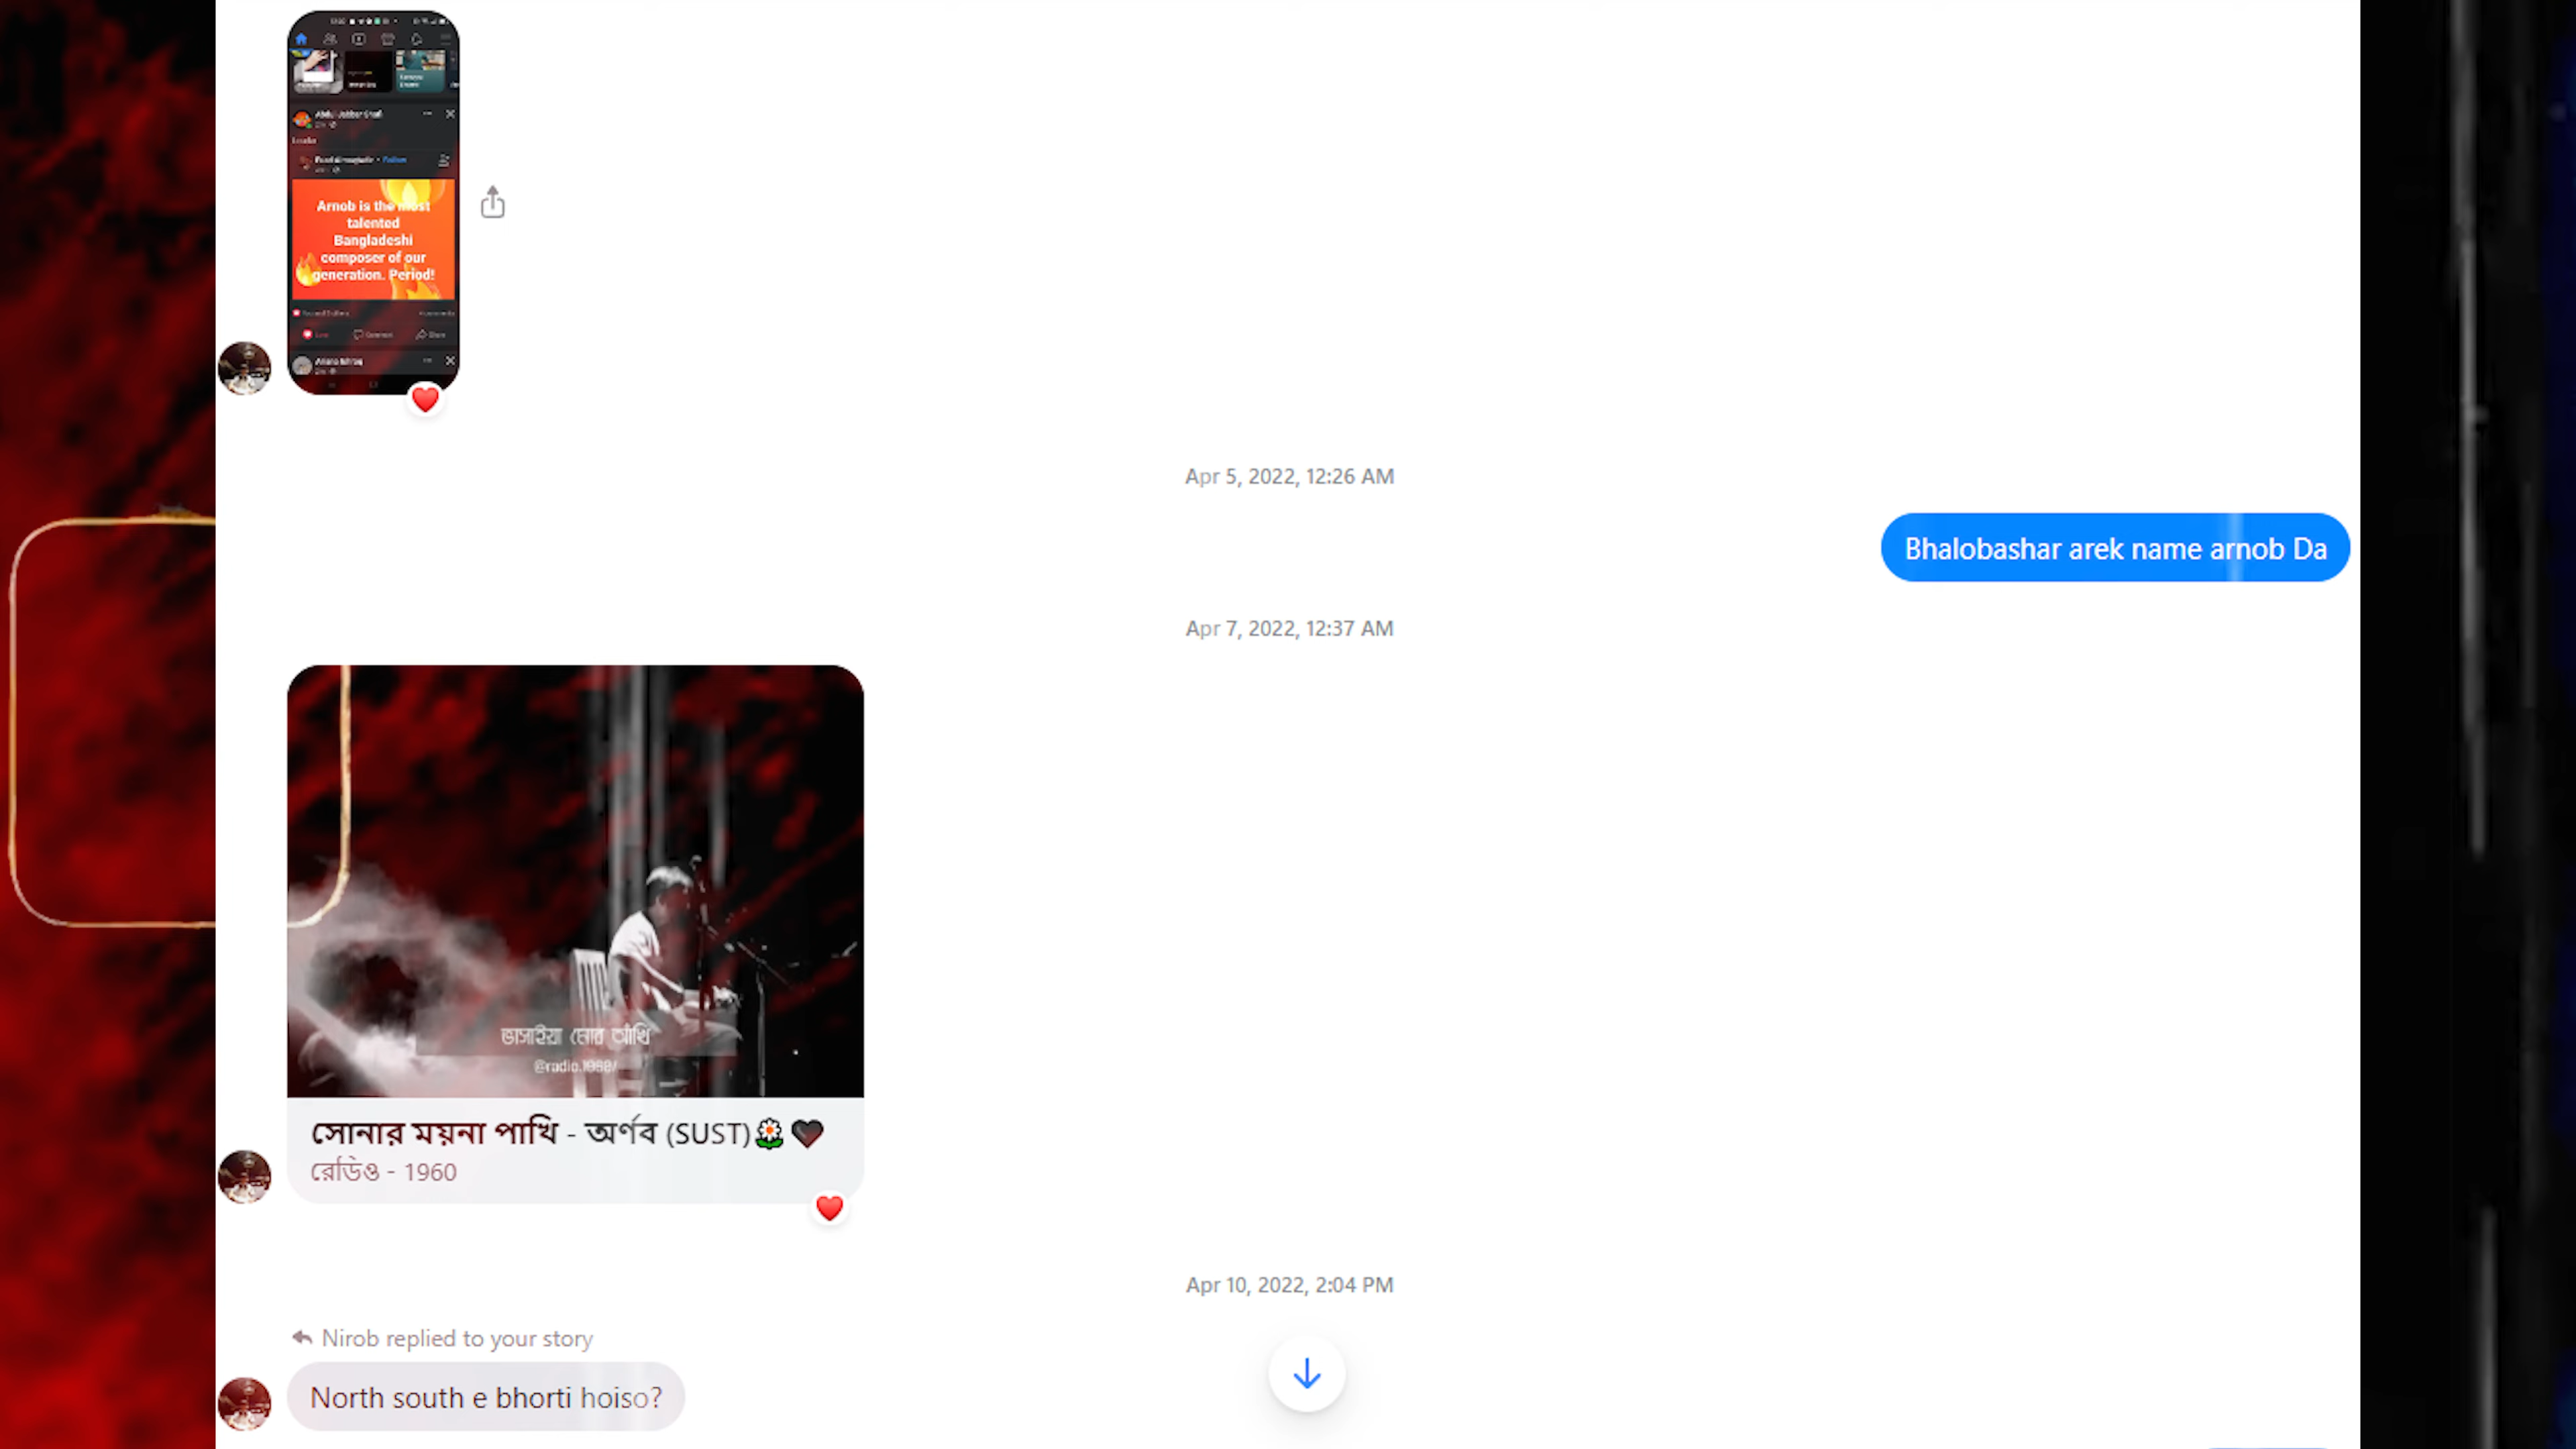 Arnob is the most
talented
Bangladeshi
composer of our
generation. Period!
Apr 5, 2022, 12:26 AM
Bhalobashar arek name arnob Da
Apr 7, 2022, 12:37 AM
ভাসাইয়া মোর আঁখি
সোনার ময়না পাখি - অর্ণব (SUST)🌼🖤
রেডিও - 1960
Apr 10, 2022, 2:04 PM
Nirob replied to your story
North south e bhorti hoiso?